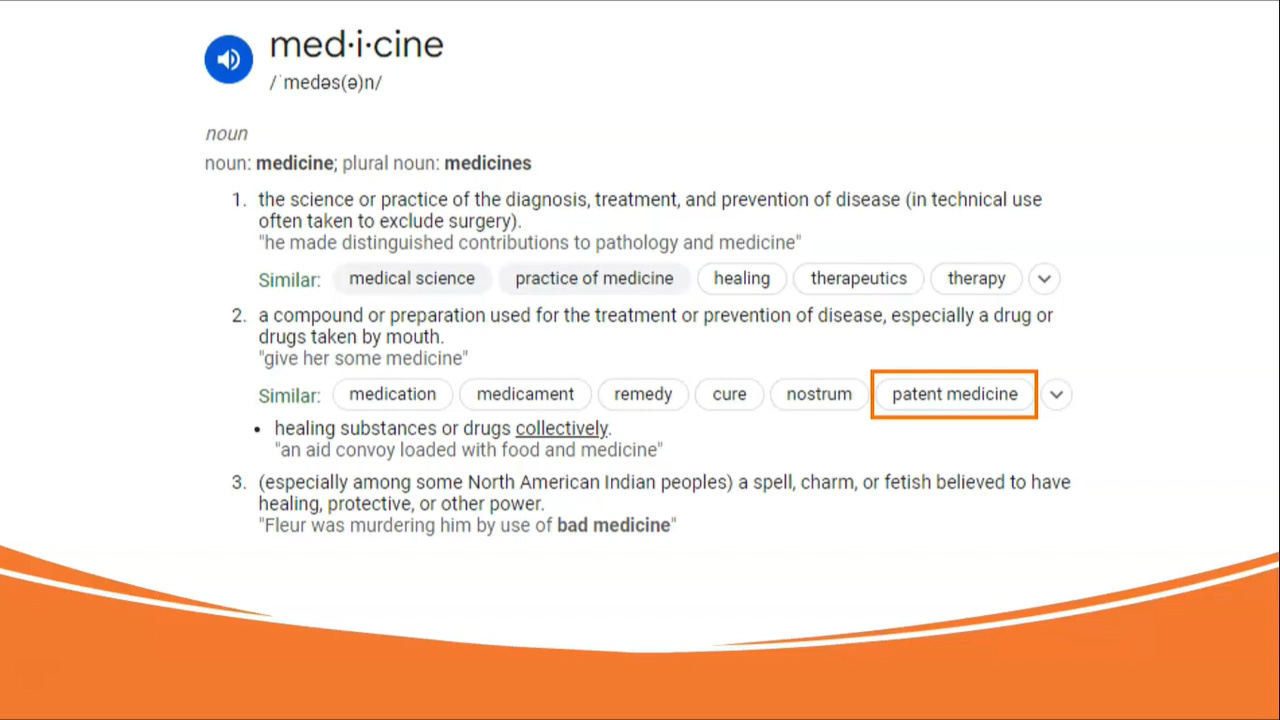 med·i·cine
/ˈmedəs(ə)n/
noun
noun: medicine; plural noun: medicines
1. the science or practice of the diagnosis, treatment, and prevention of disease (in technical use
often taken to exclude surgery).
"he made distinguished contributions to pathology and medicine"
Similar: medical science practice of medicine healing therapeutics therapy
2. a compound or preparation used for the treatment or prevention of disease, especially a drug or
drugs taken by mouth.
"give her some medicine"
Similar: medication medicament remedy cure nostrum patent medicine
• healing substances or drugs collectively.
"an aid convoy loaded with food and medicine"
3. (especially among some North American Indian peoples) a spell, charm, or fetish believed to have
healing, protective, or other power.
"Fleur was murdering him by use of bad medicine"